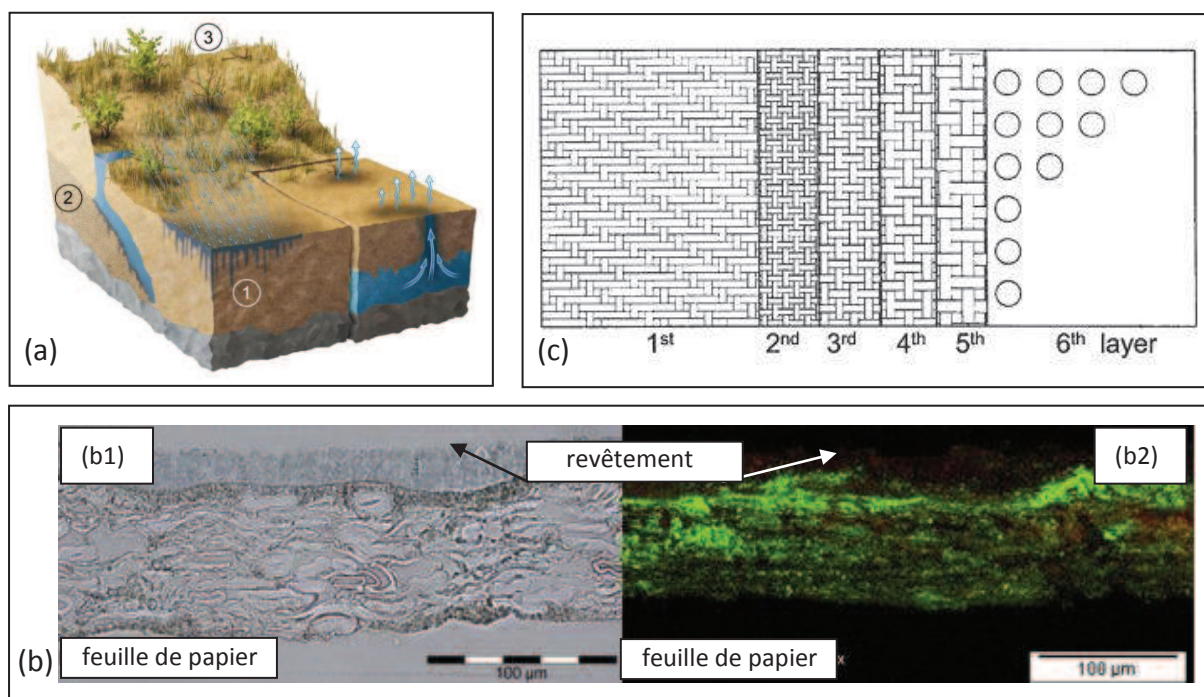 3
2
1
(a)
1st 2nd 3rd 4th 5th 6th layer
(c)
(b1)
revêtement
(b2)
(b)
feuille de papier
100 µm
feuille de papier
x
100 µm